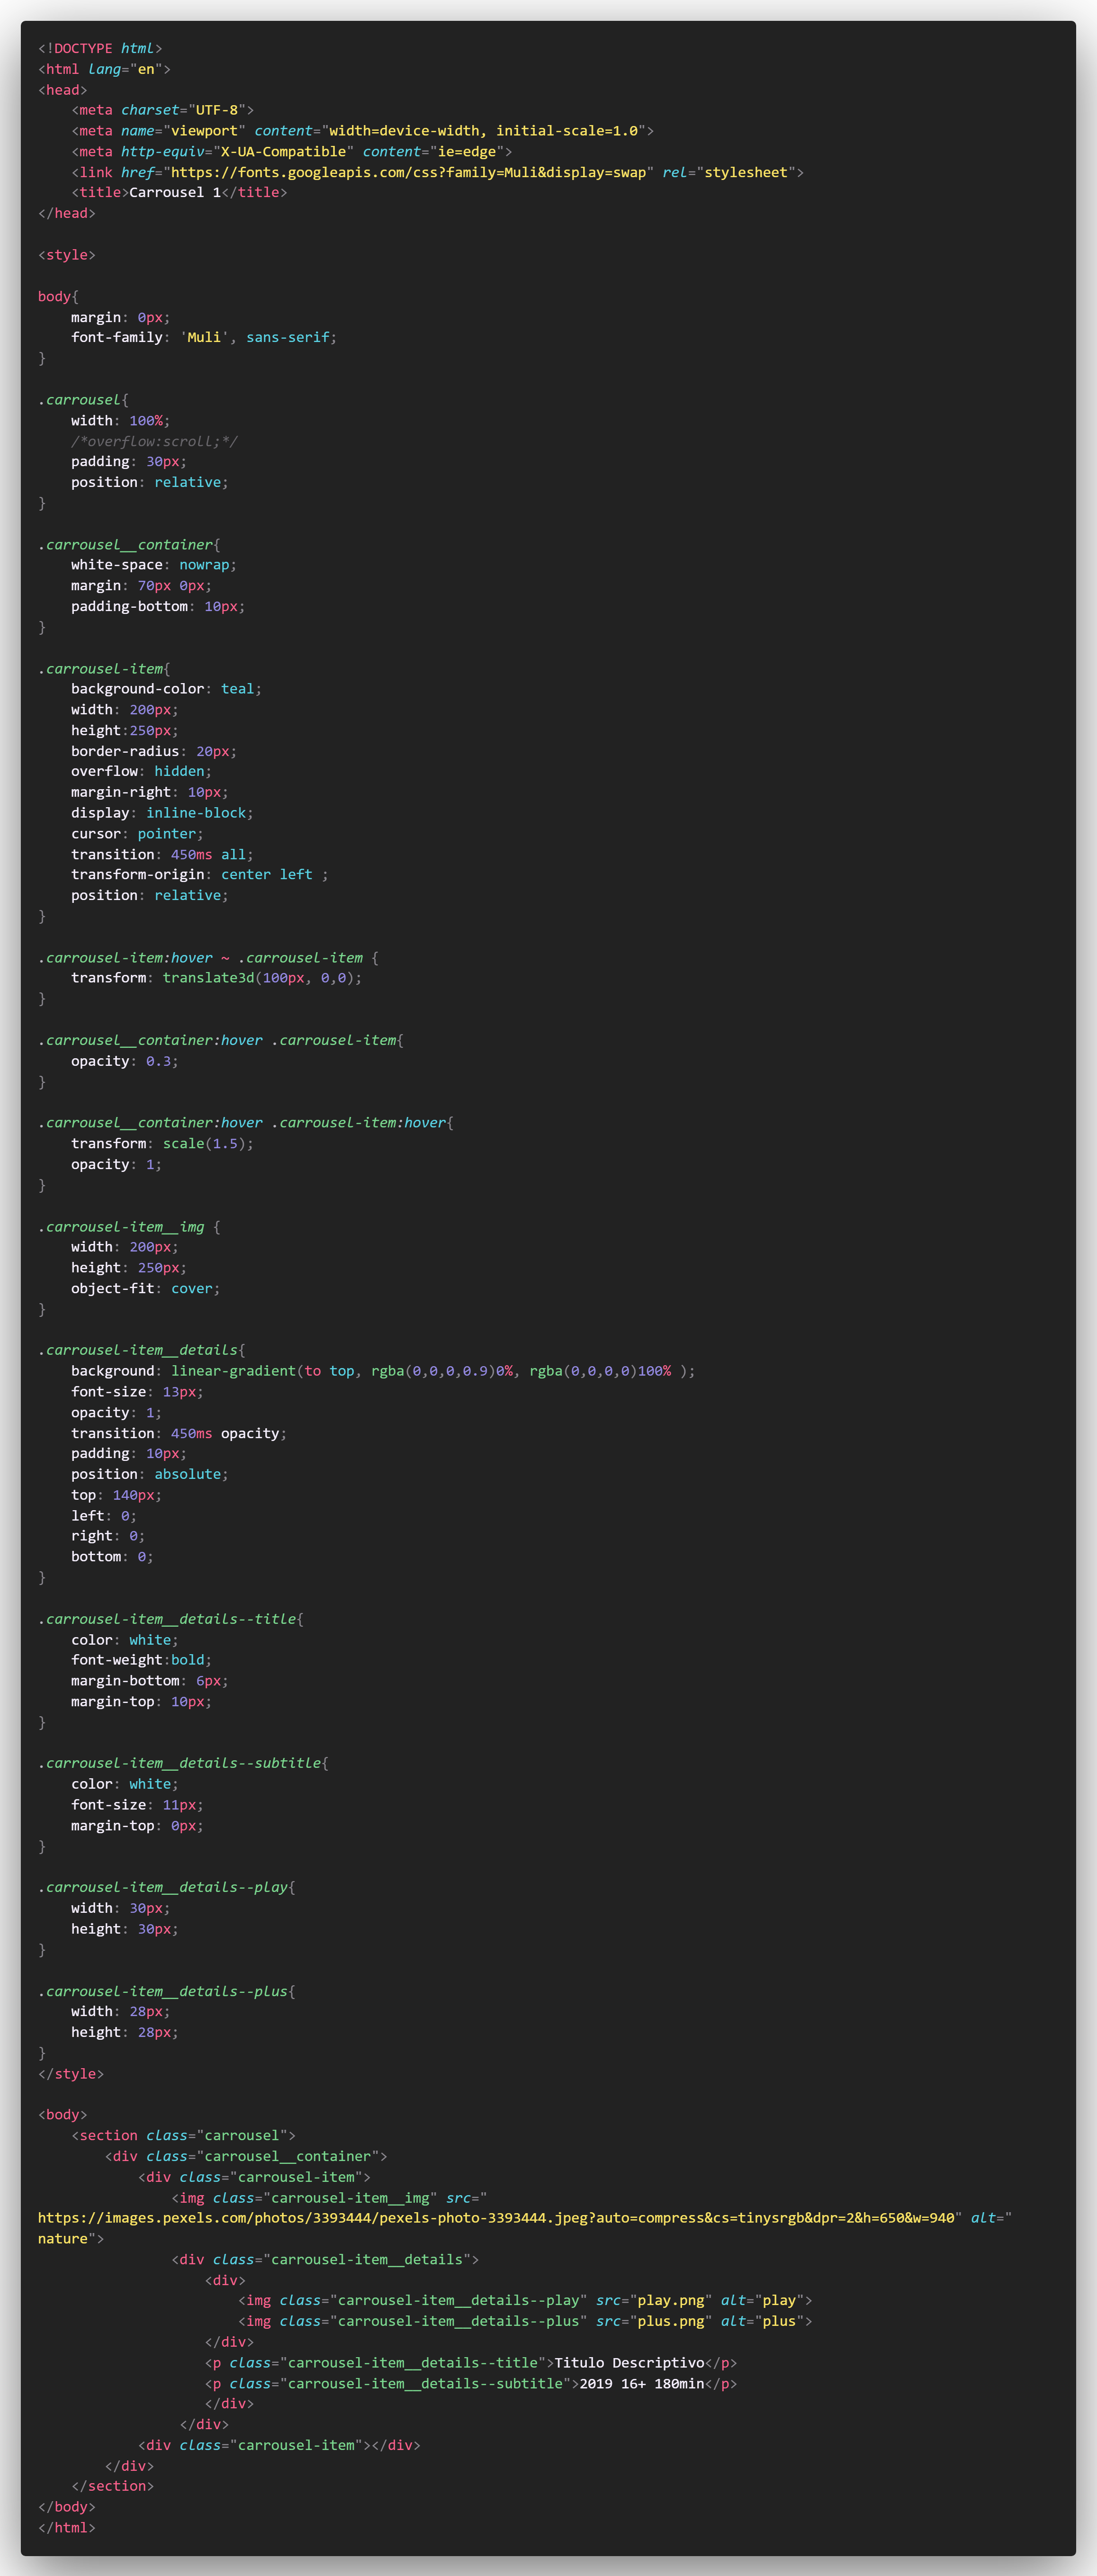 <!DOCTYPE html>
<html lang="en">
<head>
    <meta charset="UTF-8">
    <meta name="viewport" content="width=device-width, initial-scale=1.0">
    <meta http-equiv="X-UA-Compatible" content="ie=edge">
    <link href="https://fonts.googleapis.com/css?family=Muli&display=swap" rel="stylesheet">
    <title>Carrousel 1</title>
</head>

<style>

body{
    margin: 0px;
    font-family: 'Muli', sans-serif;
}

.carrousel{
    width: 100%;
    /*overflow:scroll;*/
    padding: 30px;
    position: relative;
}

.carrousel__container{
    white-space: nowrap;
    margin: 70px 0px;
    padding-bottom: 10px;
}

.carrousel-item{
    background-color: teal;
    width: 200px;
    height:250px;
    border-radius: 20px;
    overflow: hidden;
    margin-right: 10px;
    display: inline-block;
    cursor: pointer;
    transition: 450ms all;
    transform-origin: center left ;
    position: relative;
}

.carrousel-item:hover ~ .carrousel-item {
    transform: translate3d(100px, 0,0);
}

.carrousel__container:hover .carrousel-item{
    opacity: 0.3;
}

.carrousel__container:hover .carrousel-item:hover{
    transform: scale(1.5);
    opacity: 1;
}

.carrousel-item__img {
    width: 200px;
    height: 250px;
    object-fit: cover;
}

.carrousel-item__details{
    background: linear-gradient(to top, rgba(0,0,0,0.9)0%, rgba(0,0,0,0)100% );
    font-size: 13px;
    opacity: 1;
    transition: 450ms opacity;
    padding: 10px;
    position: absolute;
    top: 140px;
    left: 0;
    right: 0;
    bottom: 0;
}

.carrousel-item__details--title{
    color: white;
    font-weight:bold;
    margin-bottom: 6px;
    margin-top: 10px;
}

.carrousel-item__details--subtitle{
    color: white;
    font-size: 11px;
    margin-top: 0px;
}

.carrousel-item__details--play{
    width: 30px;
    height: 30px;
}

.carrousel-item__details--plus{
    width: 28px;
    height: 28px;
}
</style>

<body>
    <section class="carrousel">
        <div class="carrousel__container">
            <div class="carrousel-item">
                <img class="carrousel-item__img" src="
https://images.pexels.com/photos/3393444/pexels-photo-3393444.jpeg?auto=compress&cs=tinysrgb&dpr=2&h=650&w=940" alt="
nature">
                <div class="carrousel-item__details">
                    <div>
                        <img class="carrousel-item__details--play" src="play.png" alt="play">
                        <img class="carrousel-item__details--plus" src="plus.png" alt="plus">
                    </div>
                    <p class="carrousel-item__details--title">Titulo Descriptivo</p>
                    <p class="carrousel-item__details--subtitle">2019 16+ 180min</p>
                    </div>
                 </div>
            <div class="carrousel-item"></div>
        </div>
    </section>
</body>
</html>